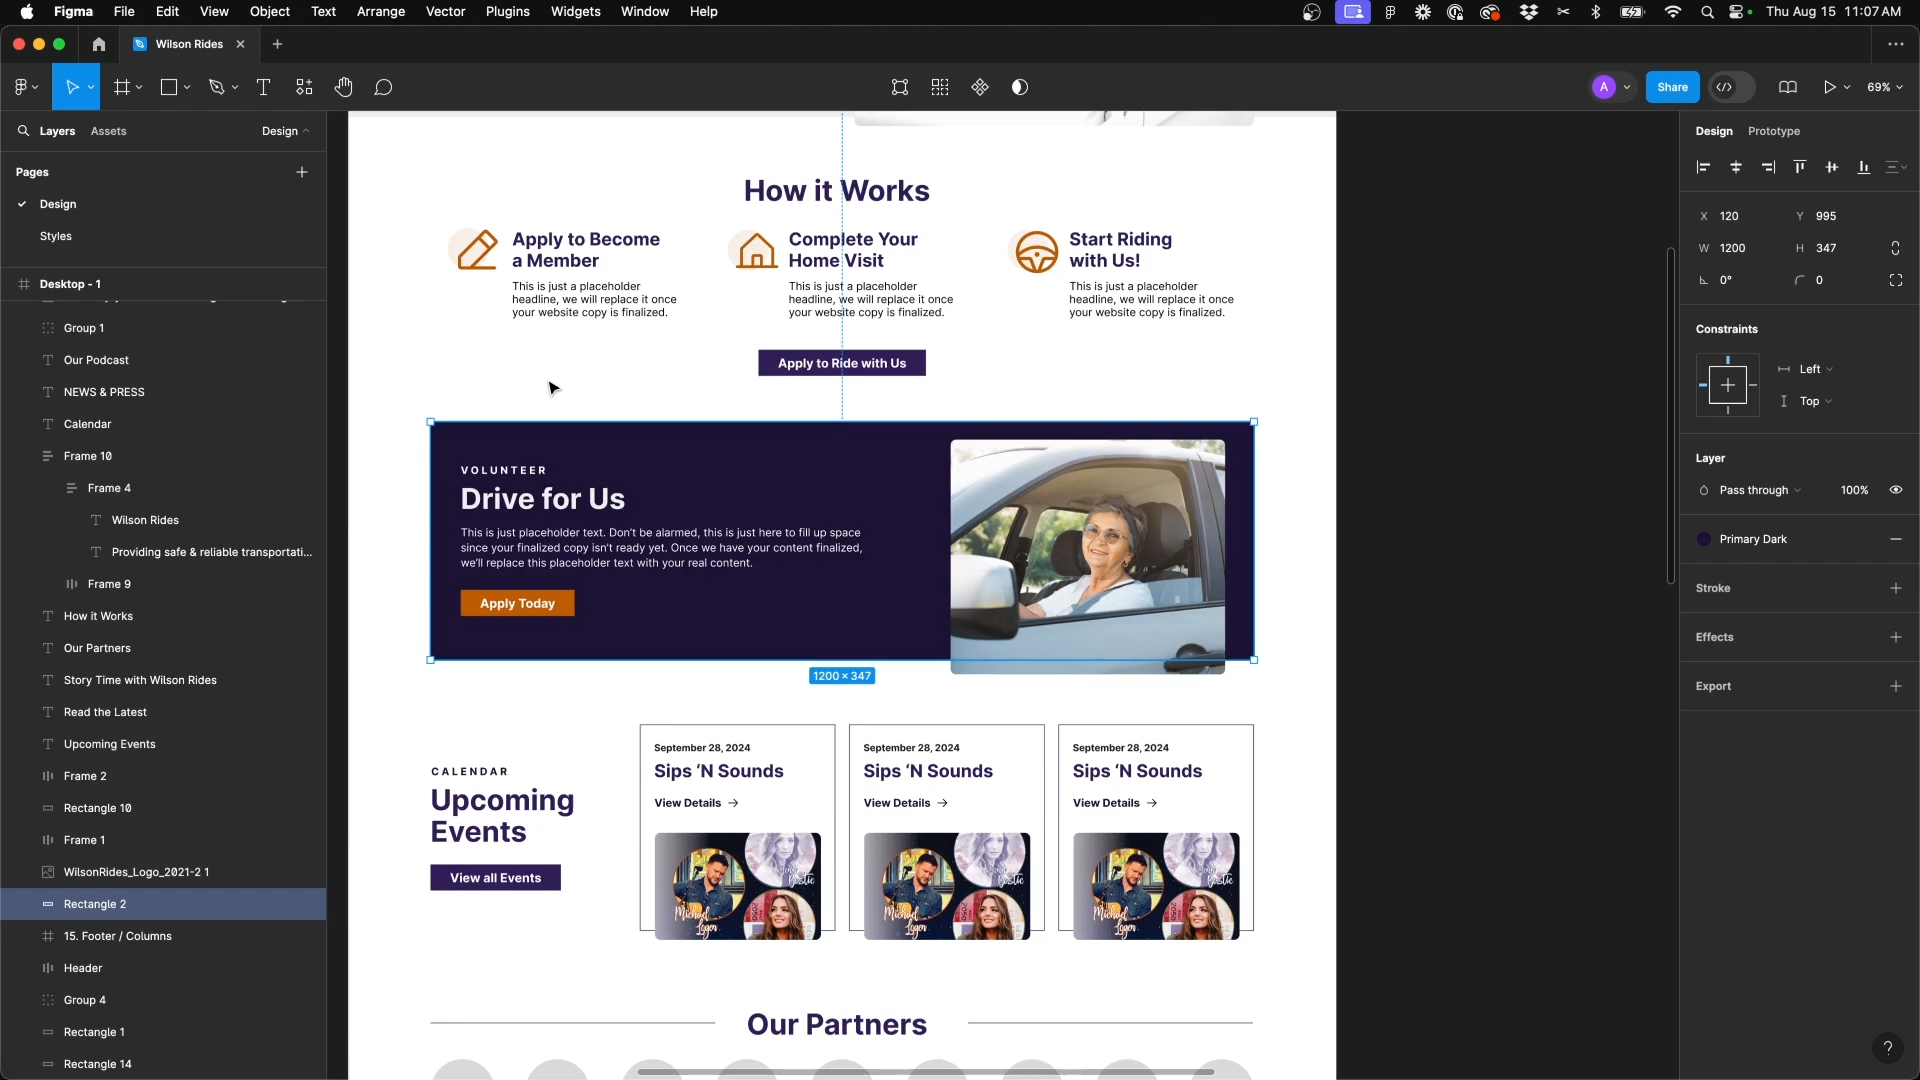 Figma File Edit View Object Text Arrange Vector Plugins Widgets Window Help Thu Aug 15 11:07 AM
Wilson Rides
A Share 69%
Layers Assets Design
Pages
Design
Styles
Desktop - 1
Group 1
Our Podcast
NEWS & PRESS
Calendar
Frame 10
Frame 4
Wilson Rides
Providing safe & reliable transportati...
Frame 9
How it Works
Our Partners
Story Time with Wilson Rides
Read the Latest
Upcoming Events
Frame 2
Rectangle 10
Frame 1
WilsonRides_Logo_2021-2 1
Rectangle 2
15. Footer / Columns
Header
Group 4
Rectangle 1
Rectangle 14
How it Works
Apply to Become
a Member
This is just a placeholder
headline, we will replace it once
your website copy is finalized.
Complete Your
Home Visit
This is just a placeholder
headline, we will replace it once
your website copy is finalized.
Start Riding
with Us!
This is just a placeholder
headline, we will replace it once
your website copy is finalized.
Apply to Ride with Us
VOLUNTEER
Drive for Us
This is just placeholder text. Don’t be alarmed, this is just here to fill up space
since your finalized copy isn’t ready yet. Once we have your content finalized,
we’ll replace this placeholder text with your real content.
Apply Today
1200 × 347
CALENDAR
Upcoming
Events
View all Events
September 28, 2024
Sips ‘N Sounds
View Details
Michael
Logen
September 28, 2024
Sips ‘N Sounds
View Details
Michael
Logen
September 28, 2024
Sips ‘N Sounds
View Details
Michael
Logen
Our Partners
Design Prototype
X 120 Y 995
W 1200 H 347
0° 0
Constraints
Left
Top
Layer
Pass through 100%
Primary Dark
Stroke
Effects
Export
?